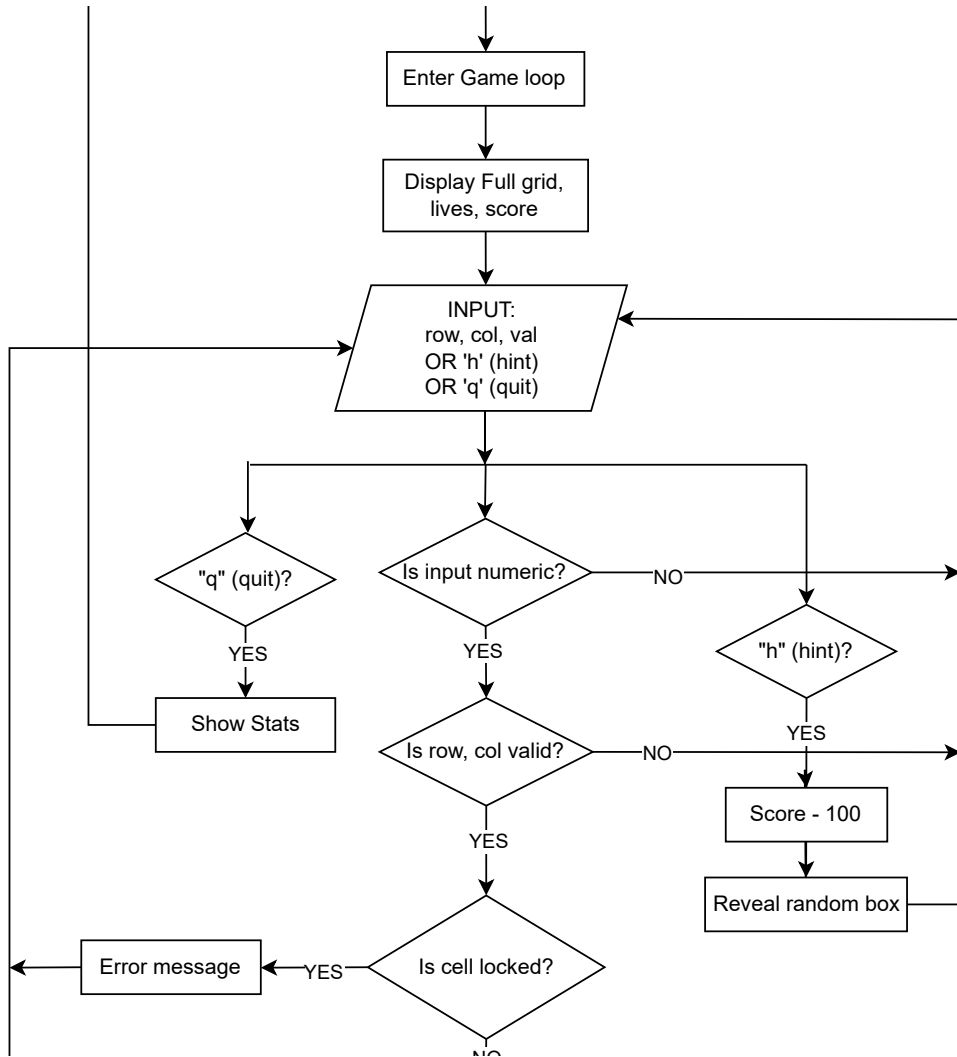 Enter Game loop
Display Full grid,
lives, score
INPUT:
row, col, val
OR 'h' (hint)
OR 'q' (quit)
"q" (quit)?
Is input numeric?
NO
YES
YES
"h" (hint)?
Show Stats
Is row, col valid?
NO
YES
Score - 100
YES
Reveal random box
Error message
YES
Is cell locked?
NO